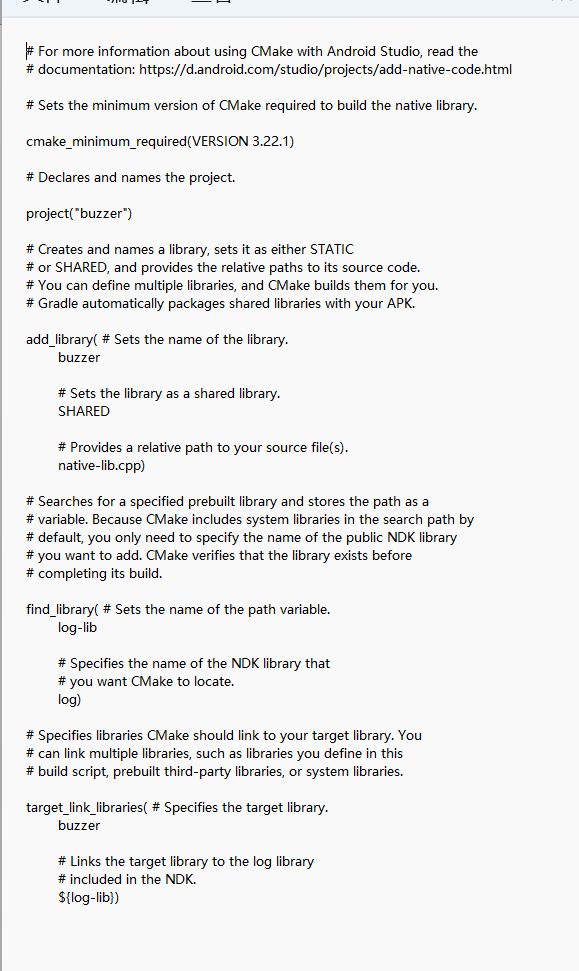 # For more information about using CMake with Android Studio, read the
# documentation: https://d.android.com/studio/projects/add-native-code.html
# Sets the minimum version of CMake required to build the native library.
cmake_minimum_required(VERSION 3.22.1)
# Declares and names the project.
project("buzzer")
# Creates and names a library, sets it as either STATIC
# or SHARED, and provides the relative paths to its source code.
# You can define multiple libraries, and CMake builds them for you.
# Gradle automatically packages shared libraries with your APK.
add_library( # Sets the name of the library.
buzzer
# Sets the library as a shared library.
SHARED
# Provides a relative path to your source file(s).
native-lib.cpp)
# Searches for a specified prebuilt library and stores the path as a
# variable. Because CMake includes system libraries in the search path by
# default, you only need to specify the name of the public NDK library
# you want to add. CMake verifies that the library exists before
# completing its build.
find_library( # Sets the name of the path variable.
log-lib
# Specifies the name of the NDK library that
# you want CMake to locate.
log)
# Specifies libraries CMake should link to your target library. You
# can link multiple libraries, such as libraries you define in this
# build script, prebuilt third-party libraries, or system libraries.
target_link_libraries( # Specifies the target library.
buzzer
# Links the target library to the log library
# included in the NDK.
${log-lib})